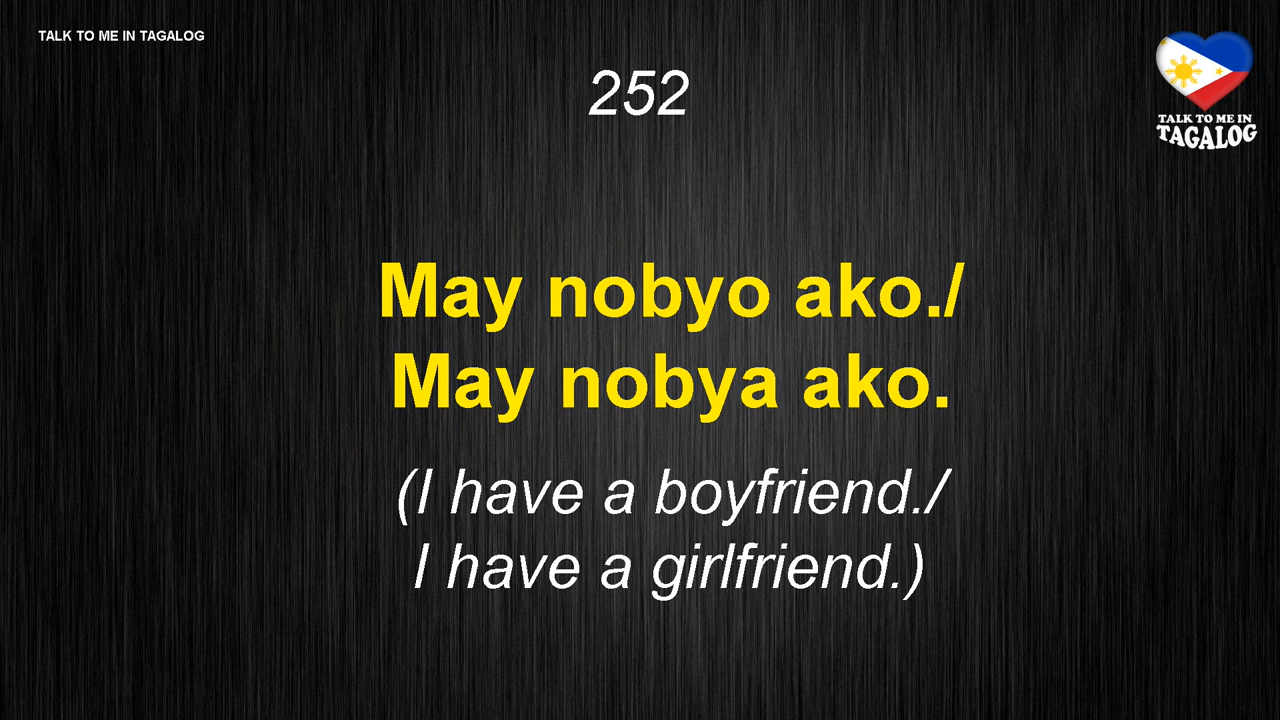 TALK TO ME IN TAGALOG
252
TALK TO ME IN
TAGALOG
May nobyo ako./
May nobya ako.
(I have a boyfriend./
I have a girlfriend.)